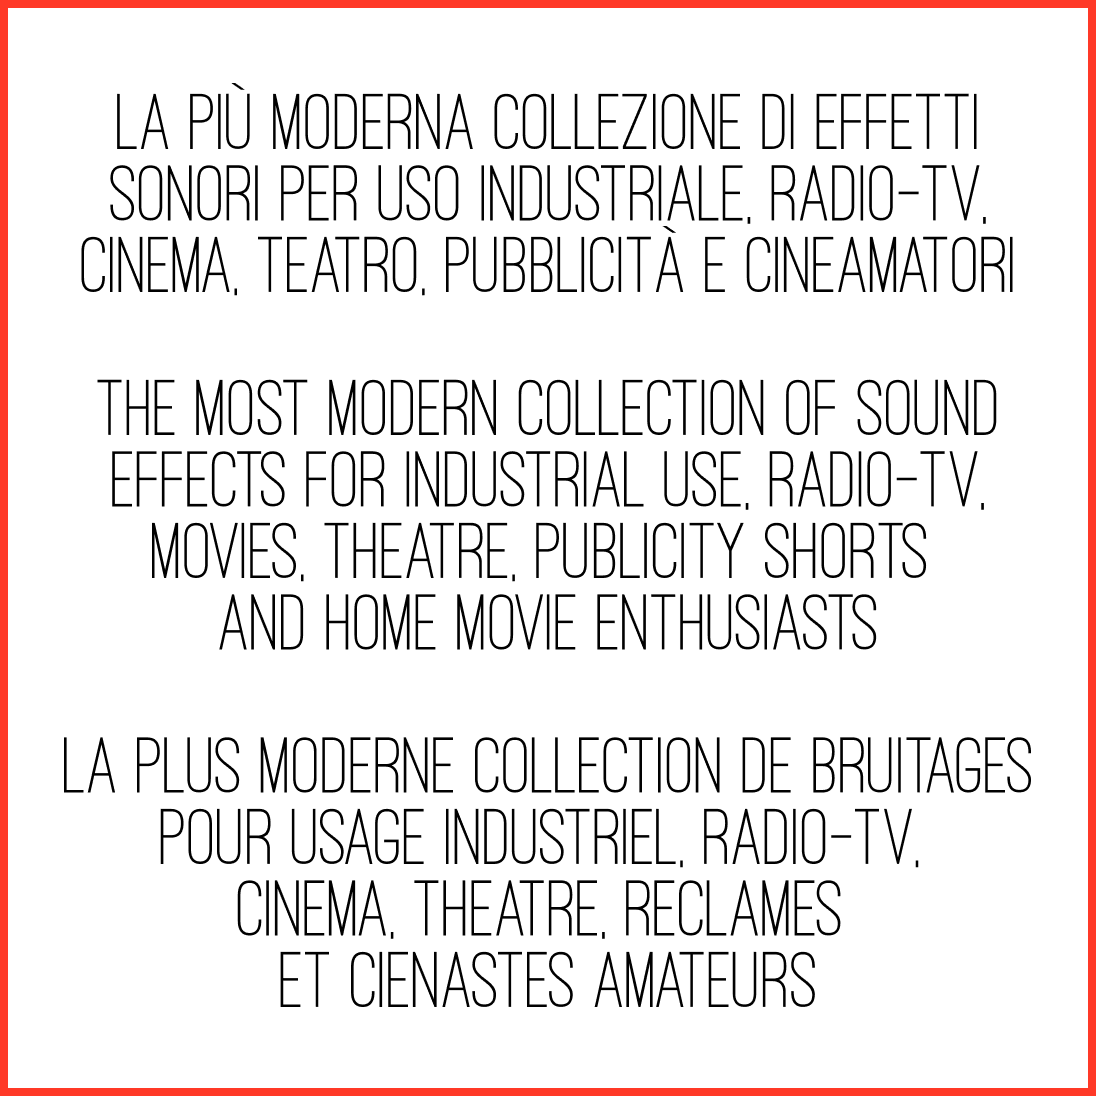 LA PIÙ MODERNA COLLEZIONE DI EFFETTI
SONORI PER USO INDUSTRIALE, RADIO-TV,
CINEMA, TEATRO, PUBBLICITÀ E CINEAMATORI
THE MOST MODERN COLLECTION OF SOUND
EFFECTS FOR INDUSTRIAL USE, RADIO-TV,
MOVIES, THEATRE, PUBLICITY SHORTS
AND HOME MOVIE ENTHUSIASTS
LA PLUS MODERNE COLLECTION DE BRUITAGES
POUR USAGE INDUSTRIEL, RADIO-TV,
CINEMA, THEATRE, RECLAMES
ET CIENASTES AMATEURS